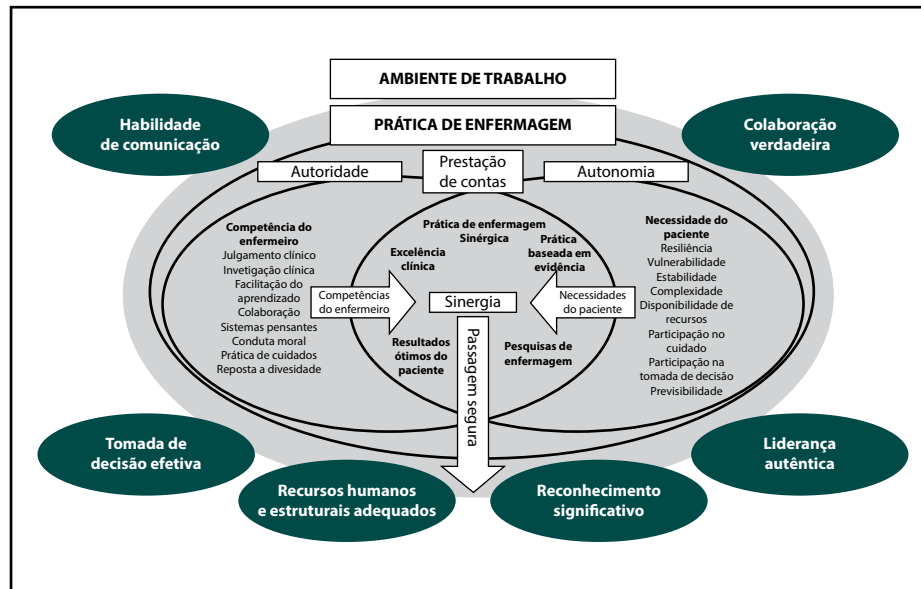 AMBIENTE DE TRABALHO
PRÁTICA DE ENFERMAGEM
Habilidade
de comunicação
Colaboração
verdadeira
Autoridade
Prestação
de contas
Autonomia
Competência do
enfermeiro
Julgamento clínico
Invetigação clínica
Facilitação do
aprendizado
Colaboração
Sistemas pensantes
Conduta moral
Prática de cuidados
Reposta a divesidade
Competências
do enfermeiro
Prática de enfermagem
Sinérgica
Excelência
clínica
Prática
baseada em
evidência
Sinergia
Resultados
ótimos do
paciente
Pesquisas de
enfermagem
Passagem segura
Necessidades
do paciente
Necessidade do
paciente
Resiliência
Vulnerabilidade
Estabilidade
Complexidade
Disponibilidade de
recursos
Participação no
cuidado
Participação na
tomada de decisão
Previsibilidade
Tomada de
decisão efetiva
Recursos humanos
e estruturais adequados
Reconhecimento
significativo
Liderança
autêntica